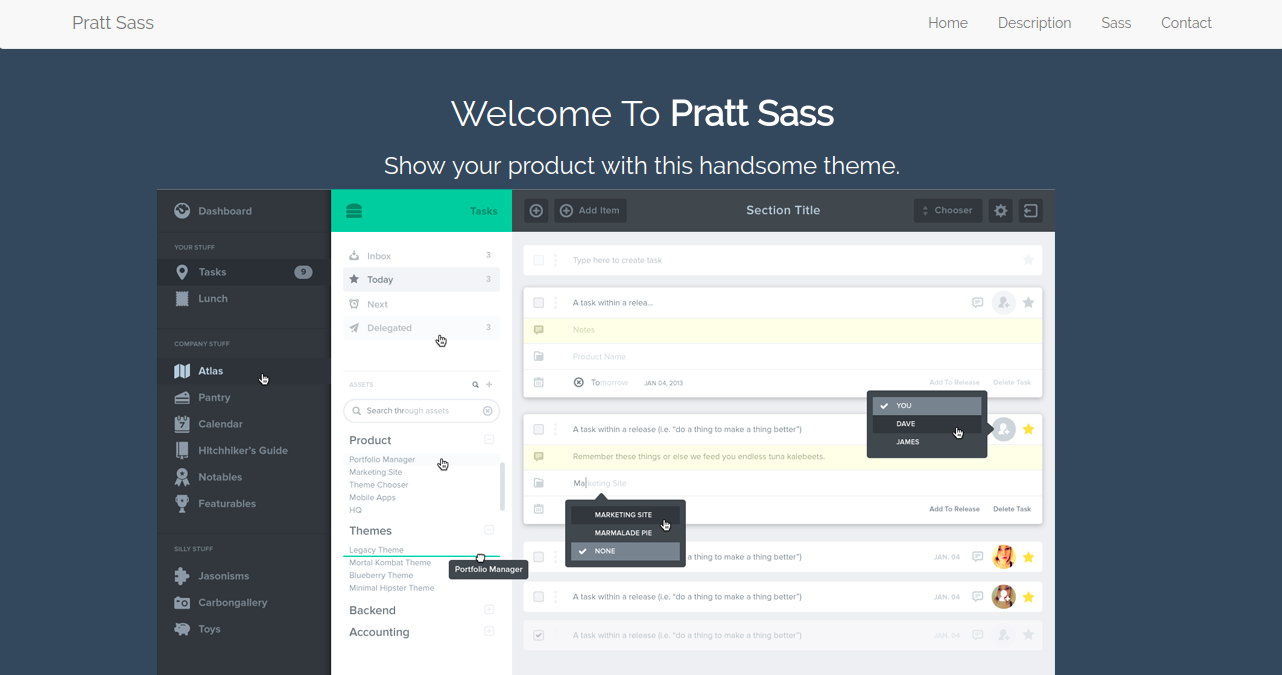 Pratt Sass
Home Description Sass Contact
Welcome To Pratt Sass
Show your product with this handsome theme.
Dashboard
YOUR STUFF
Tasks 9
Lunch
COMPANY STUFF
Atlas
Pantry
Calendar
Hitchhiker's Guide
Notables
Featurables
SILLY STUFF
Jasonisms
Carbongallery
Toys
Tasks
Inbox 3
Today 3
Next
Delegated 3
ASSETS
Search through assets
Product
Portfolio Manager
Marketing Site
Theme Chooser
Mobile Apps
HQ
Themes
Legacy Theme
Mortal Kombat Theme
Blueberry Theme
Minimal Hipster Theme
Portfolio Manager
Backend
Accounting
Add Item
Section Title
Chooser
Type here to create task
A task within a relea...
Notes
Product Name
Tomorrow JAN 04, 2013 Add To Release Delete Task
YOU
DAVE
JAMES
A task within a release (i.e. "do a thing to make a thing better")
Remember these things or else we feed you endless tuna kalebeets.
Marketing Site
Add To Release Delete Task
MARKETING SITE
MARMALADE PIE
NONE
do a thing to make a thing better") JAN. 04
A task within a release (i.e. "do a thing to make a thing better") JAN. 04
A task within a release (i.e. "do a thing to make a thing better") JAN. 04